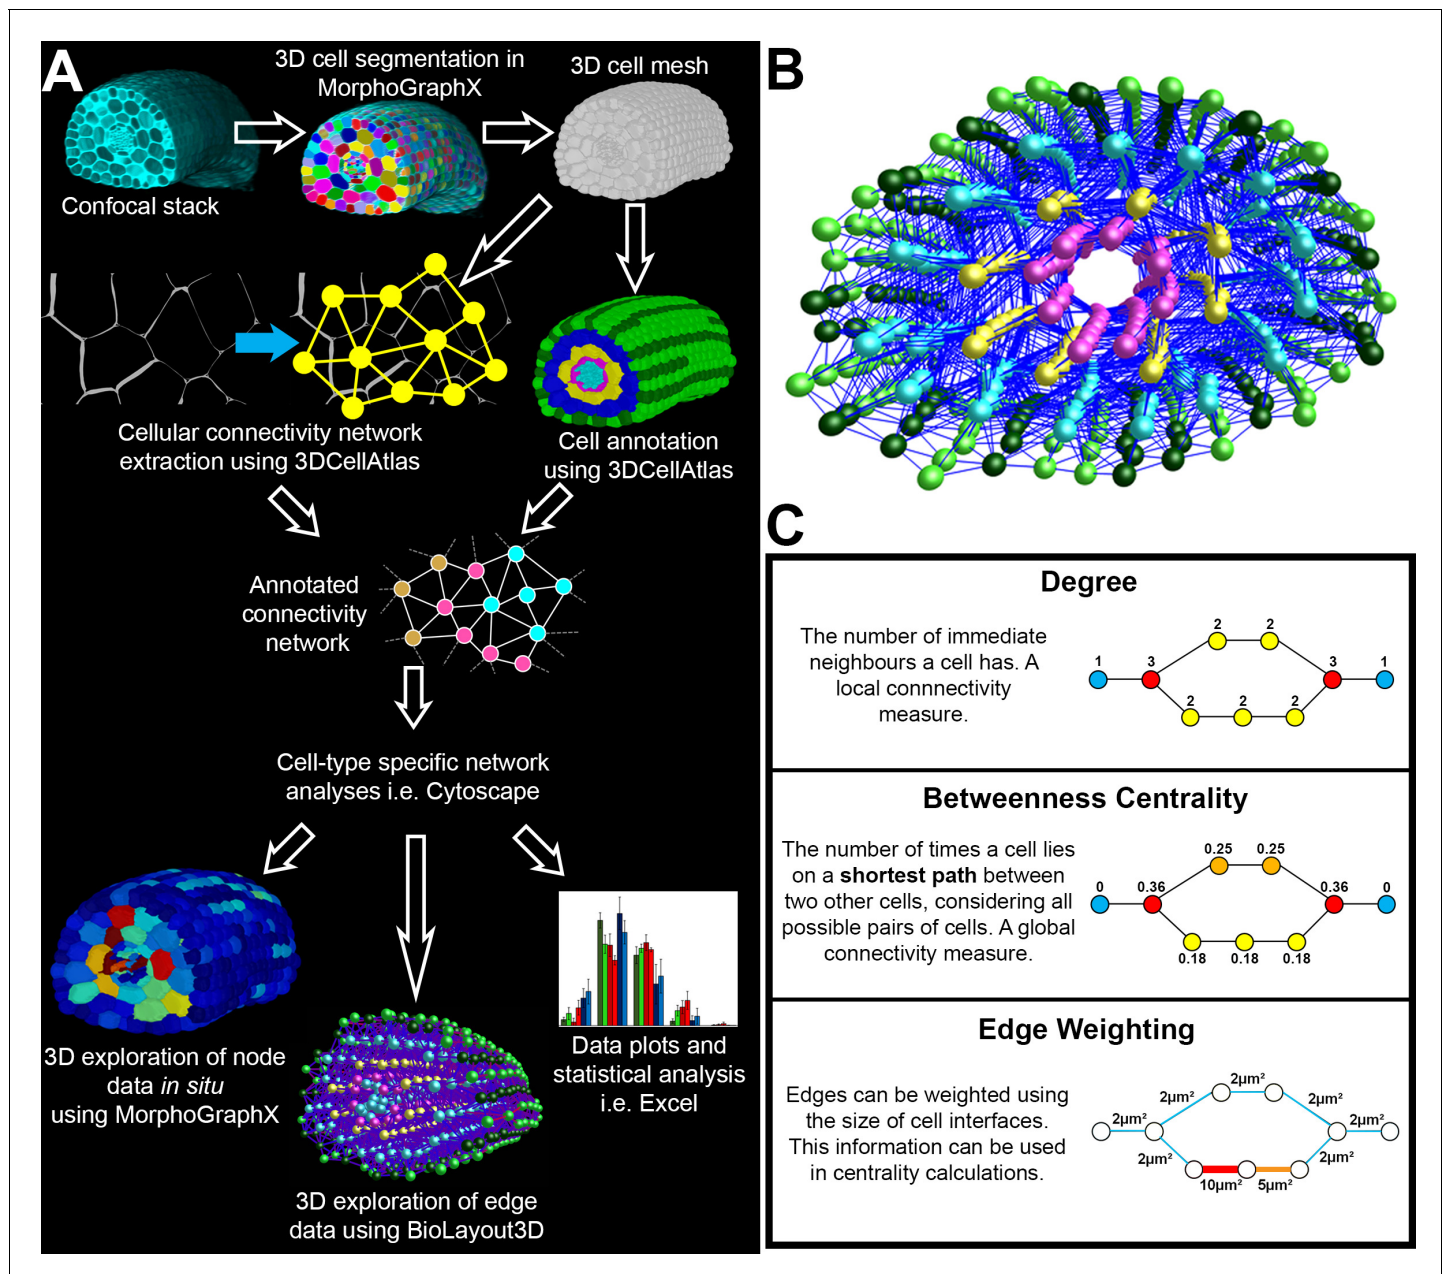 A
3D cell segmentation in
MorphoGraphX
3D cell mesh
Confocal stack
Cellular connectivity network
extraction using 3DCellAtlas
Cell annotation
using 3DCellAtlas
Annotated
connectivity
network
Cell-type specific network
analyses i.e. Cytoscape
3D exploration of node
data in situ
using MorphoGraphX
Data plots and
statistical analysis
i.e. Excel
3D exploration of edge
data using BioLayout3D
B
C
Degree
The number of immediate
neighbours a cell has. A
local connnectivity
measure.
2 2
1 3 3 1
2 2 2
Betweenness Centrality
The number of times a cell lies
on a shortest path between
two other cells, considering all
possible pairs of cells. A global
connectivity measure.
0.25 0.25
0 0.36 0.36 0
0.18 0.18 0.18
Edge Weighting
Edges can be weighted using
the size of cell interfaces.
This information can be used
in centrality calculations.
2µm²
2µm² 2µm²
2µm² 2µm²
2µm² 2µm²
10µm² 5µm²